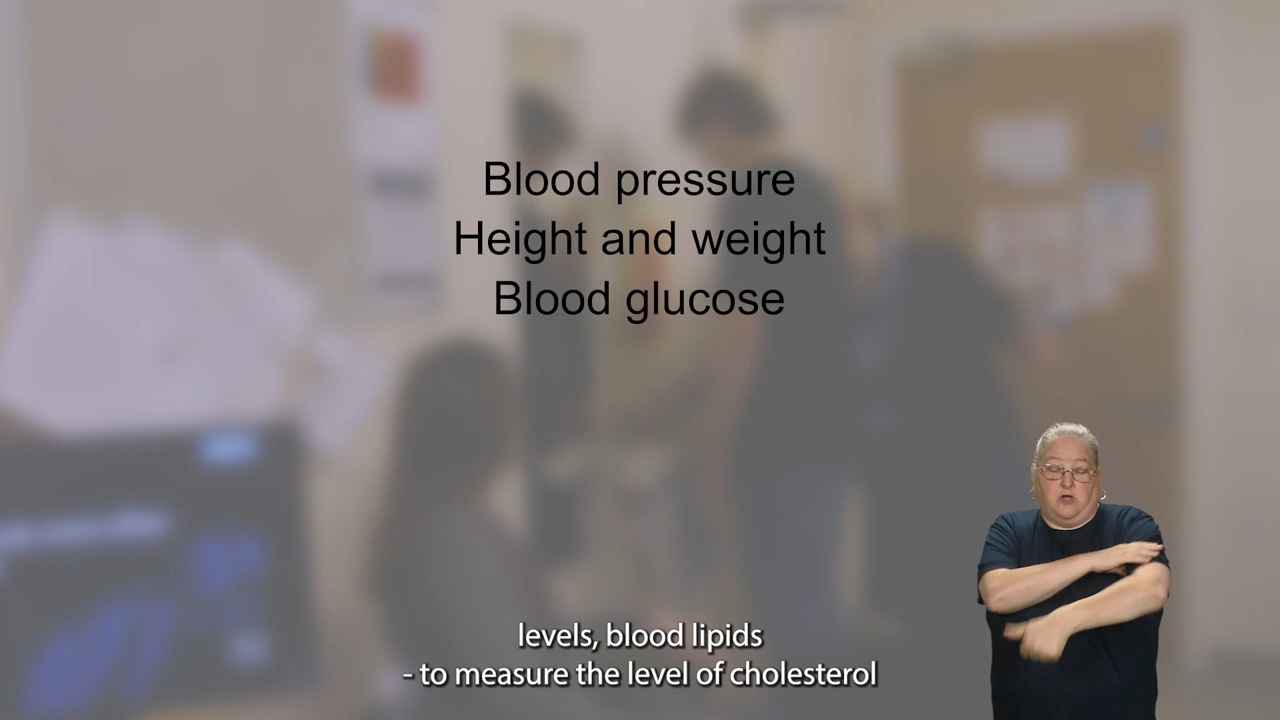 Blood pressure
Height and weight
Blood glucose
levels, blood lipids
- to measure the level of cholesterol